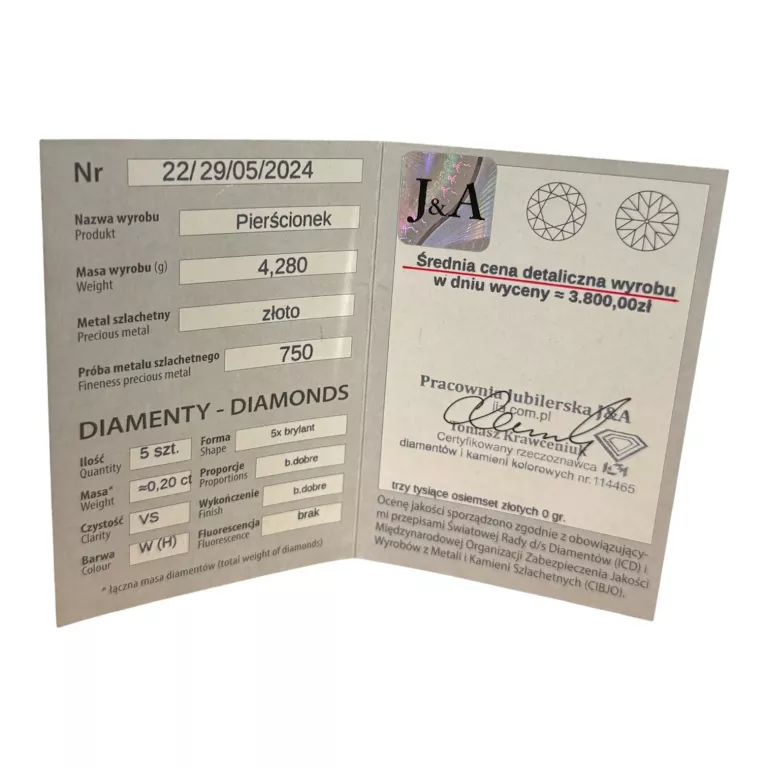 Nr 22/29/05/2024
Nazwa wyrobu Pierścionek
Produkt
Masa wyrobu (g) 4,280
Weight
Metal szlachetny złoto
Precious metal
Próba metalu szlachetnego 750
Fineness precious metal
DIAMENTY - DIAMONDS
Ilość 5 szt.
Quantity
Masa* ≈0,20 ct
Weight
Czystość VS
Clarity
Barwa W (H)
Colour
Forma 5x brylant
Shape
Proporcje b.dobre
Proportions
Wykończenie b.dobre
Finish
Fluorescencja brak
Fluorescence
* łączna masa diamentów (total weight of diamonds)
J&A
Średnia cena detaliczna wyrobu
w dniu wyceny ≈ 3.800,00zł
Pracownia Jubilerska J&A
jia.com.pl
Tomasz Krawceniuk
Certyfikowany rzeczoznawca
diamentów i kamieni kolorowych nr. 114465
trzy tysiące osiemset złotych 0 gr.
Ocenę jakości sporządzono zgodnie z obowiązujący-
mi przepisami Światowej Rady d/s Diamentów (ICD) i
Międzynarodowej Organizacji Zabezpieczenia Jakości
Wyrobów z Metali i Kamieni Szlachetnych (CIBJO).